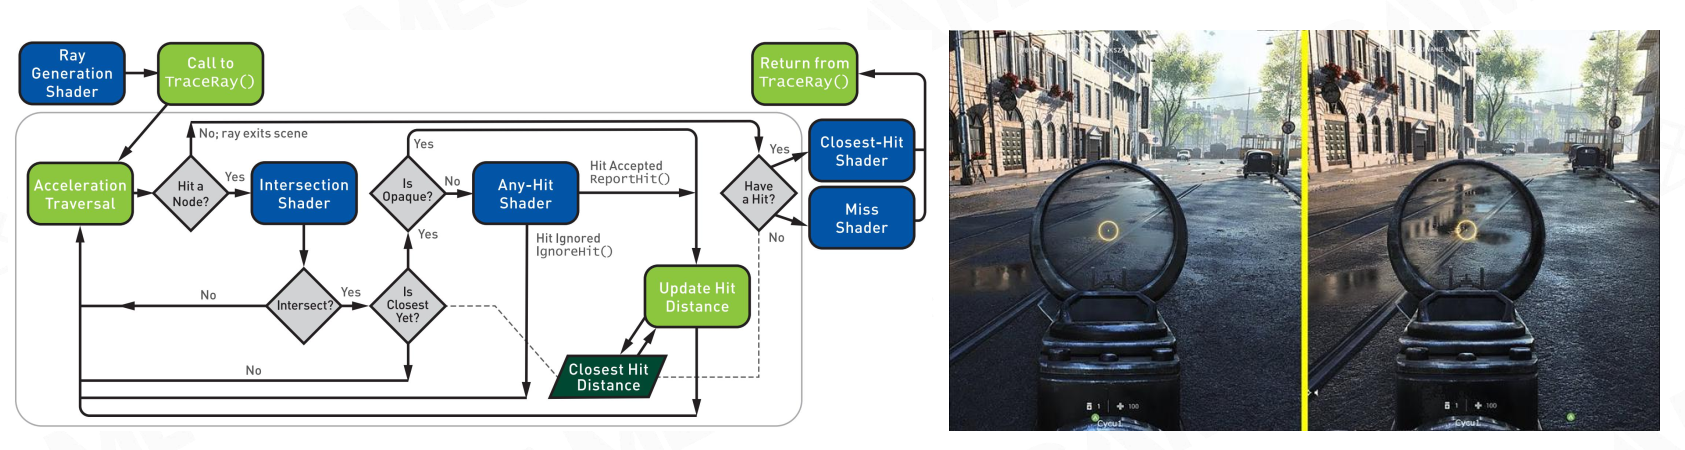 Ray
Generation
Shader
Call to
TraceRay()
Return from
TraceRay()
No; ray exits scene
Yes
Hit Accepted
ReportHit()
Yes
Closest-Hit
Shader
Acceleration
Traversal
Hit a
Node?
Yes
Intersection
Shader
Is
Opaque?
No
Any-Hit
Shader
Have
a Hit?
Miss
Shader
Yes
Hit Ignored
IgnoreHit()
No
No
Intersect?
Yes
Is
Closest
Yet?
Update Hit
Distance
No
Closest Hit
Distance
1
100
Cycu1
1
100
Cycu1